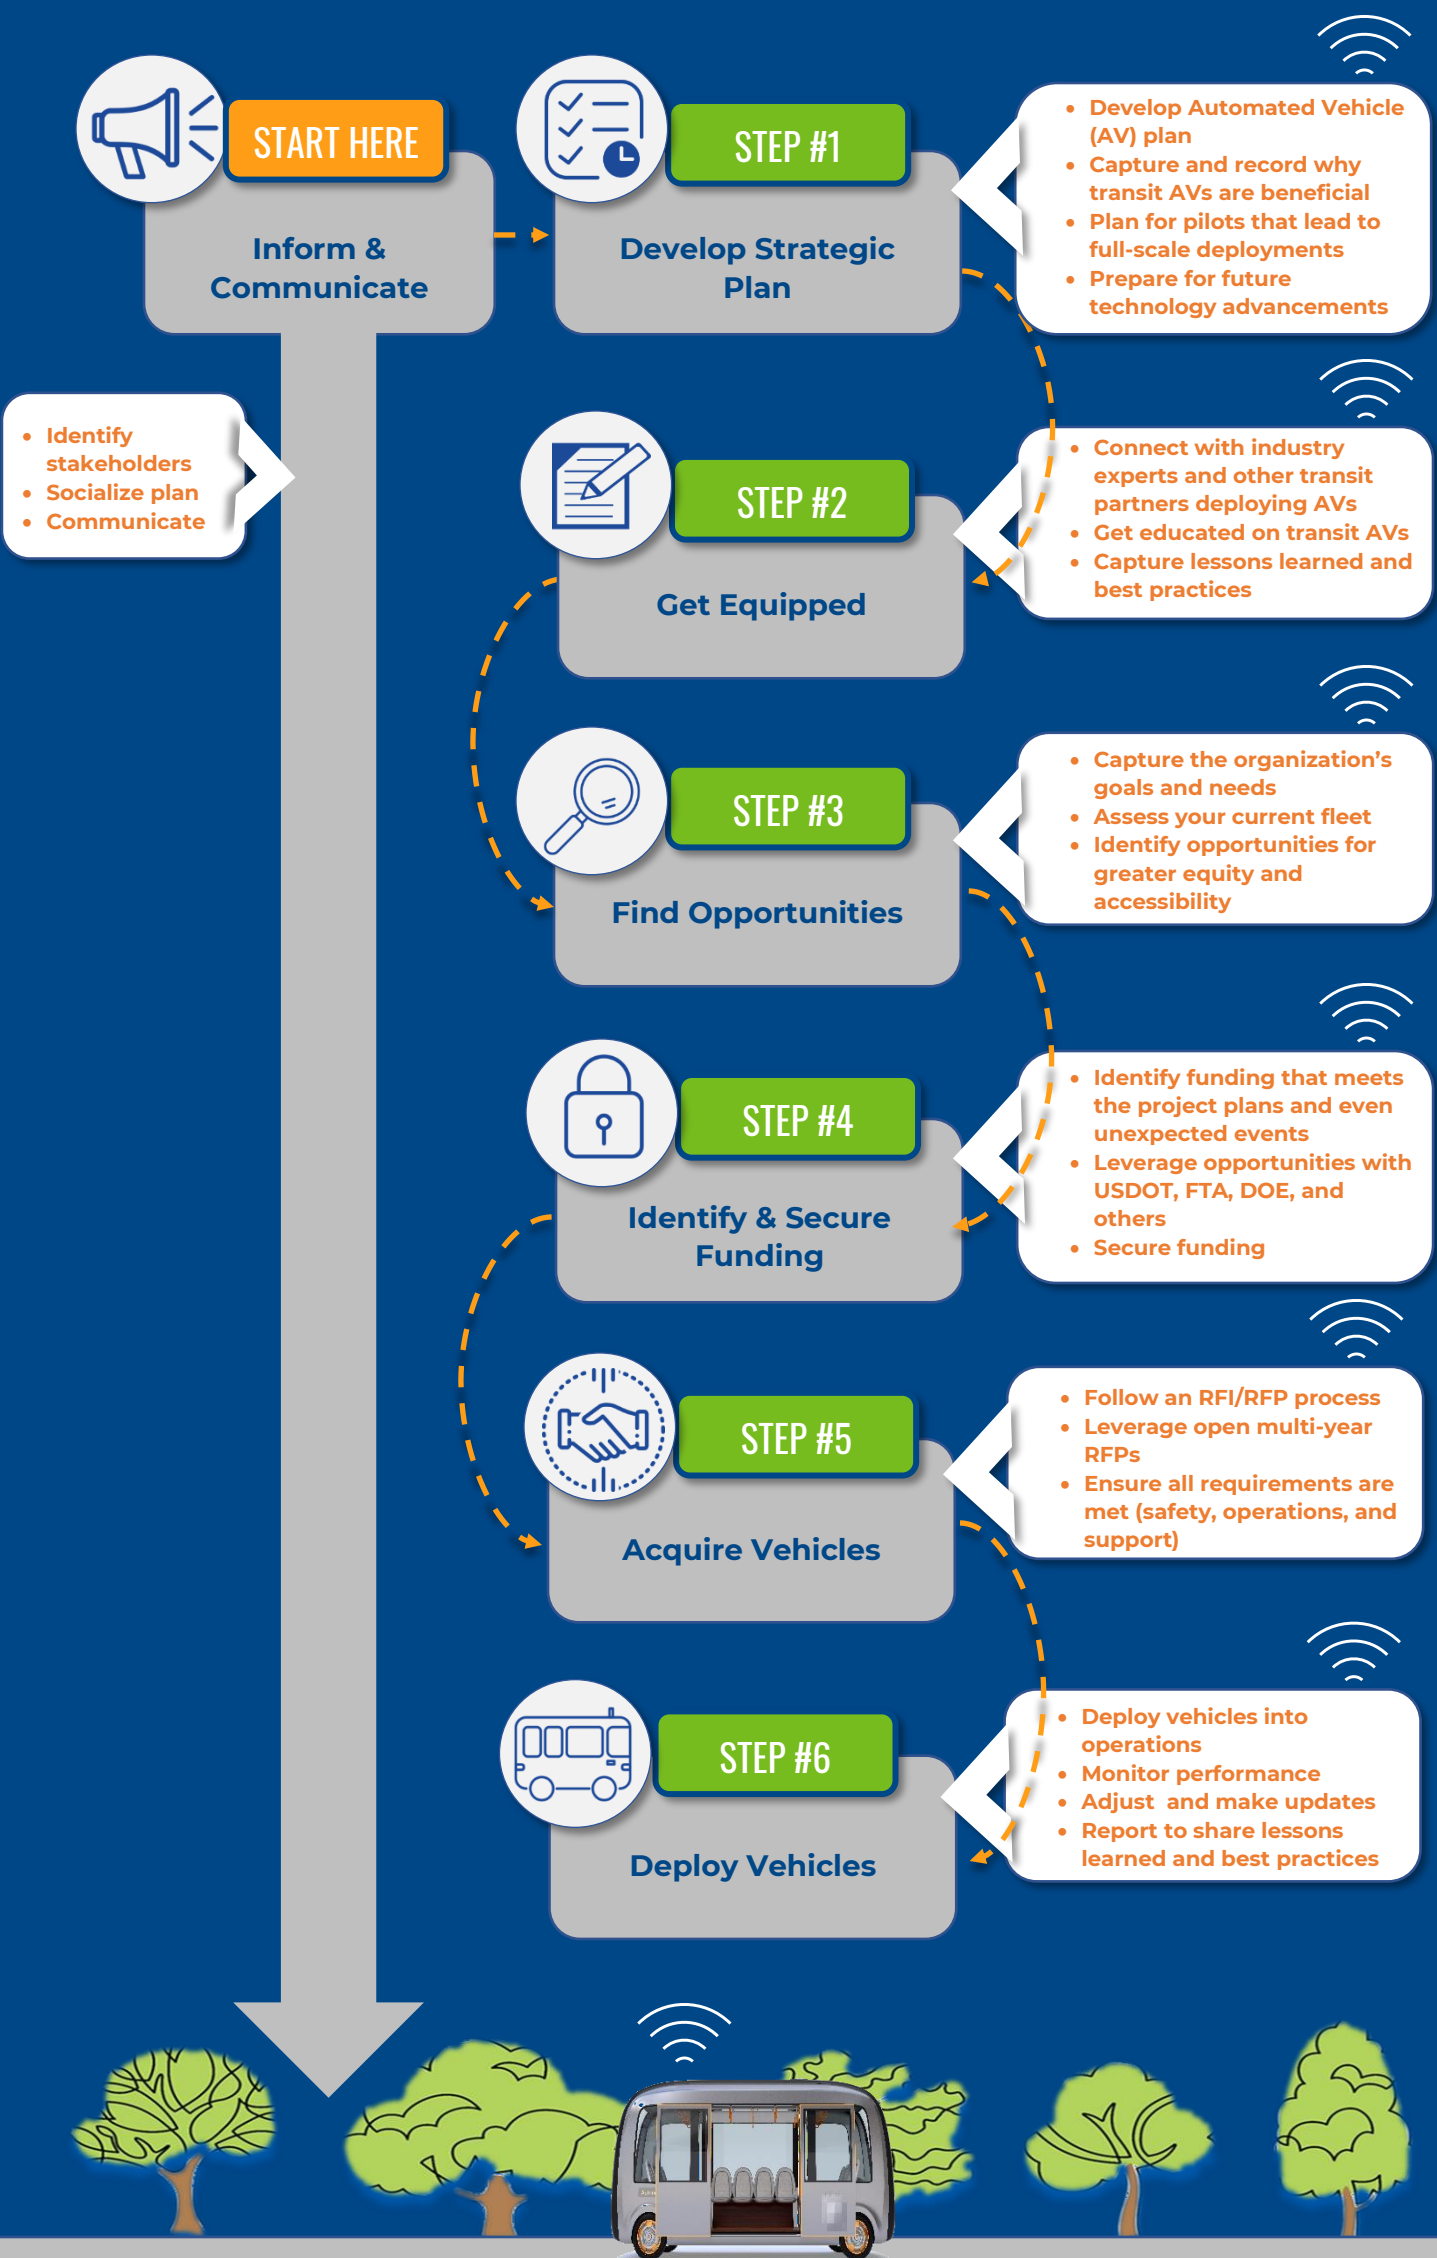 START HERE
Inform &
Communicate
• Identify
stakeholders
• Socialize plan
• Communicate
STEP #1
Develop Strategic
Plan
• Develop Automated Vehicle
(AV) plan
• Capture and record why
transit AVs are beneficial
• Plan for pilots that lead to
full-scale deployments
• Prepare for future
technology advancements
STEP #2
Get Equipped
• Connect with industry
experts and other transit
partners deploying AVs
• Get educated on transit AVs
• Capture lessons learned and
best practices
STEP #3
Find Opportunities
• Capture the organization’s
goals and needs
• Assess your current fleet
• Identify opportunities for
greater equity and
accessibility
STEP #4
Identify & Secure
Funding
• Identify funding that meets
the project plans and even
unexpected events
• Leverage opportunities with
USDOT, FTA, DOE, and
others
• Secure funding
STEP #5
Acquire Vehicles
• Follow an RFI/RFP process
• Leverage open multi-year
RFPs
• Ensure all requirements are
met (safety, operations, and
support)
STEP #6
Deploy Vehicles
• Deploy vehicles into
operations
• Monitor performance
• Adjust  and make updates
• Report to share lessons
learned and best practices